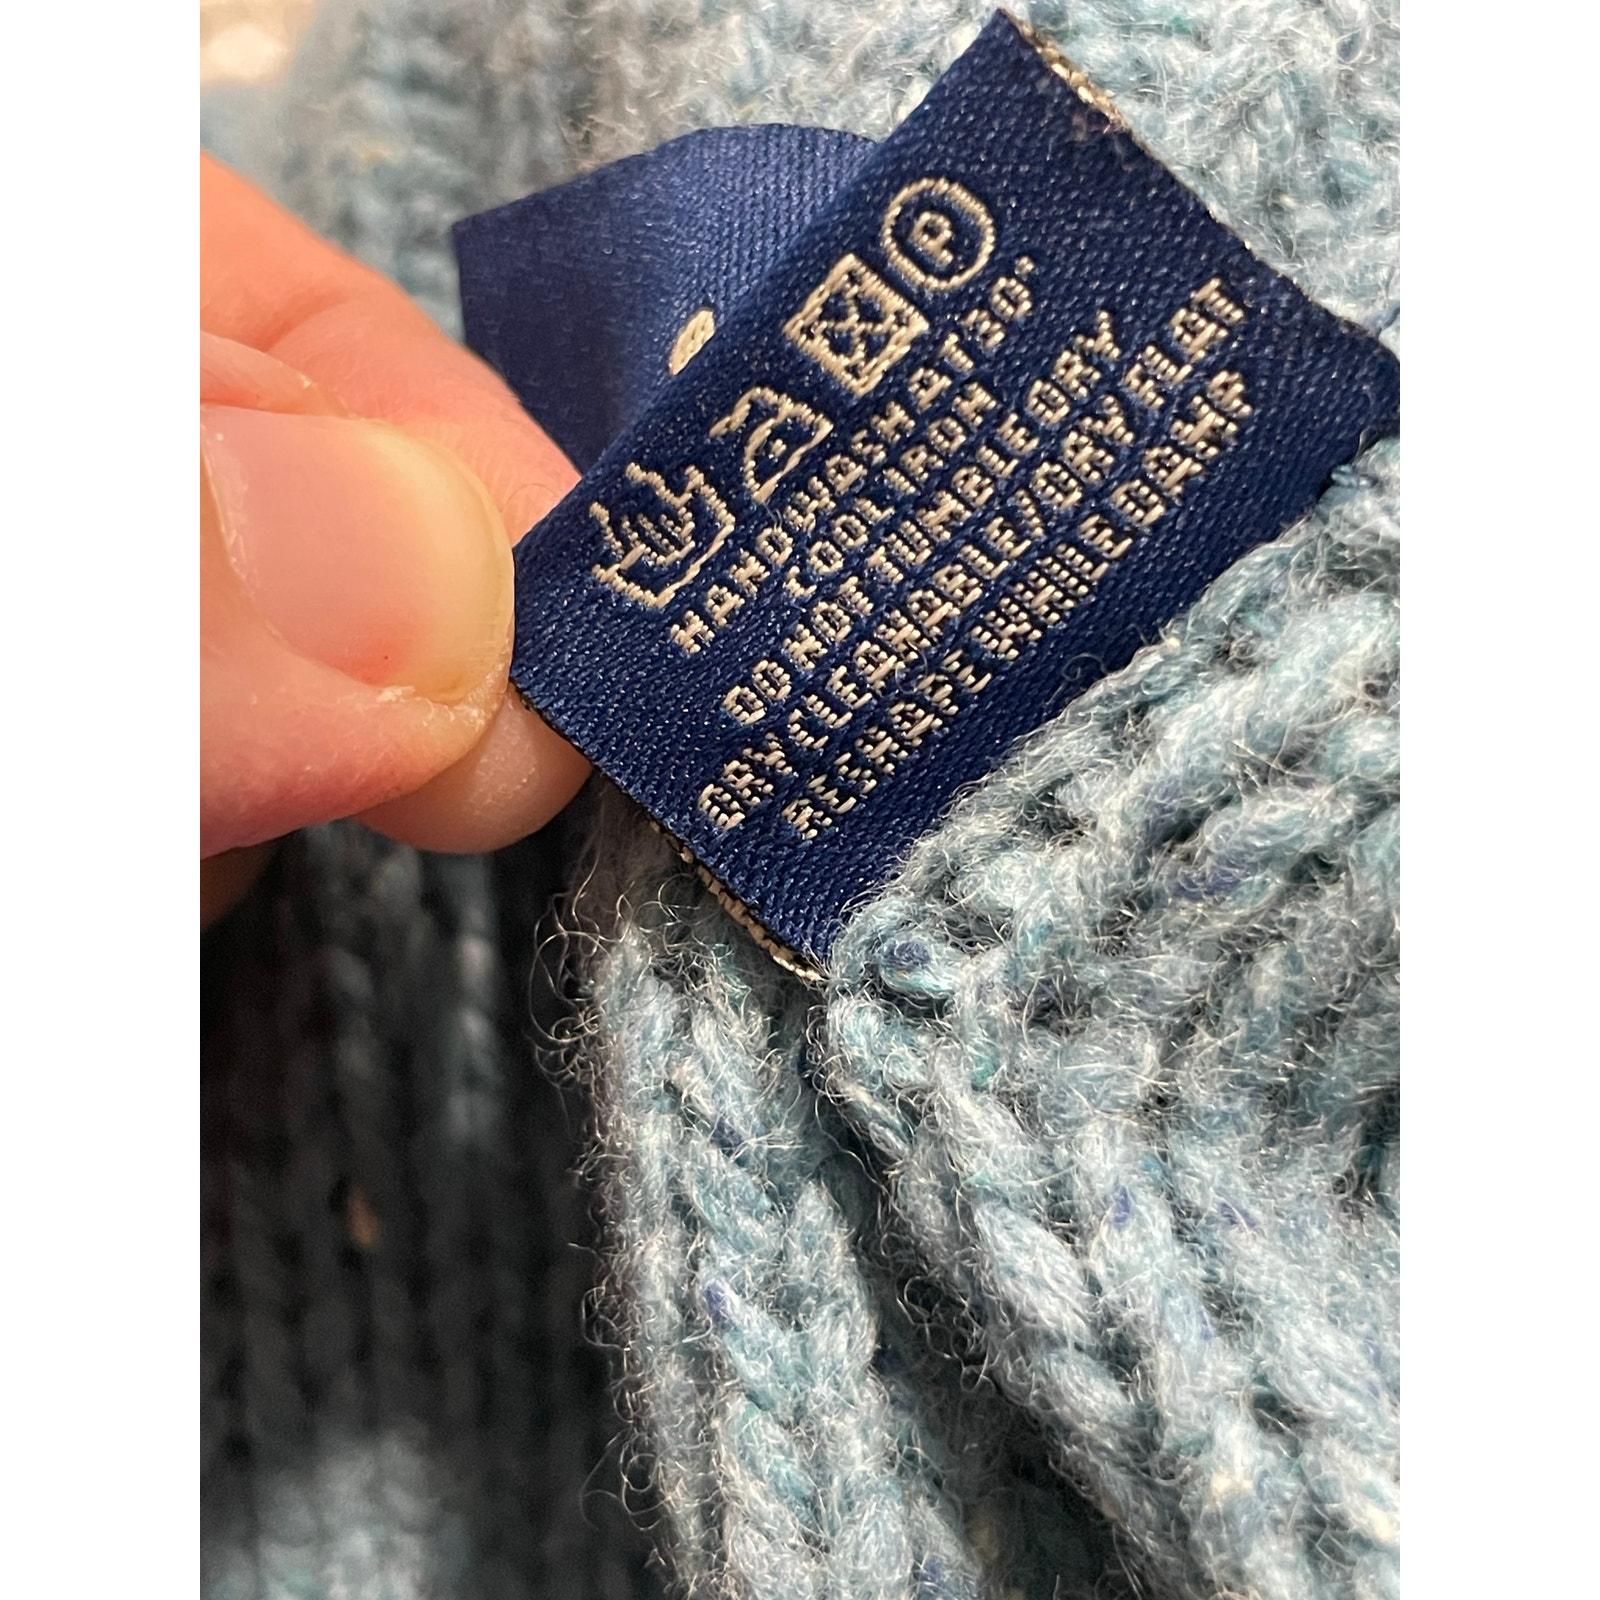 P
HAND WASH AT 30°
COOL IRON
DO NOT TUMBLE DRY
DRY CLEANABLE/DRY FLAT
RESHAPE WHILE DAMP